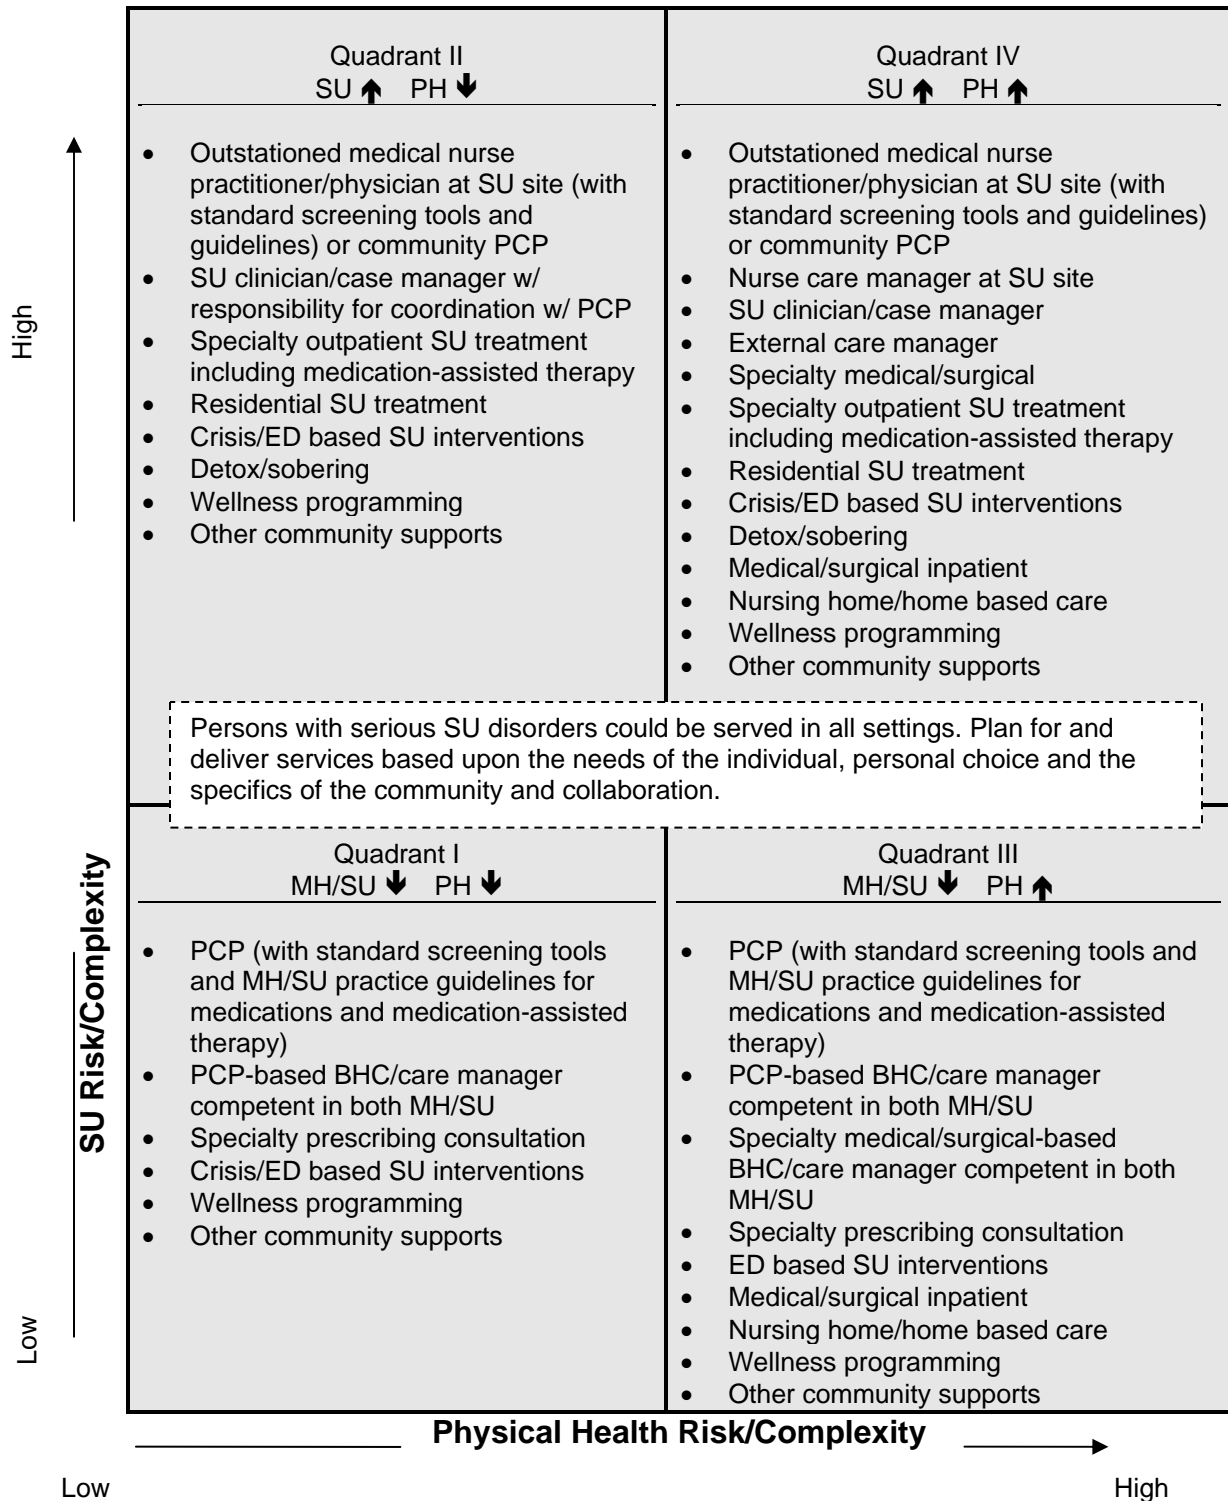 Quadrant II
SU 🡹 PH 🡻
• Outstationed medical nurse
practitioner/physician at SU site (with
standard screening tools and
guidelines) or community PCP
• SU clinician/case manager w/
responsibility for coordination w/ PCP
• Specialty outpatient SU treatment
including medication-assisted therapy
• Residential SU treatment
• Crisis/ED based SU interventions
• Detox/sobering
• Wellness programming
• Other community supports
Quadrant IV
SU 🡹 PH 🡹
• Outstationed medical nurse
practitioner/physician at SU site (with
standard screening tools and guidelines)
or community PCP
• Nurse care manager at SU site
• SU clinician/case manager
• External care manager
• Specialty medical/surgical
• Specialty outpatient SU treatment
including medication-assisted therapy
• Residential SU treatment
• Crisis/ED based SU interventions
• Detox/sobering
• Medical/surgical inpatient
• Nursing home/home based care
• Wellness programming
• Other community supports
High
Persons with serious SU disorders could be served in all settings. Plan for and
deliver services based upon the needs of the individual, personal choice and the
specifics of the community and collaboration.
SU Risk/Complexity
Quadrant I
MH/SU 🡻 PH 🡻
• PCP (with standard screening tools
and MH/SU practice guidelines for
medications and medication-assisted
therapy)
• PCP-based BHC/care manager
competent in both MH/SU
• Specialty prescribing consultation
• Crisis/ED based SU interventions
• Wellness programming
• Other community supports
Quadrant III
MH/SU 🡻 PH 🡹
• PCP (with standard screening tools and
MH/SU practice guidelines for
medications and medication-assisted
therapy)
• PCP-based BHC/care manager
competent in both MH/SU
• Specialty medical/surgical-based
BHC/care manager competent in both
MH/SU
• Specialty prescribing consultation
• ED based SU interventions
• Medical/surgical inpatient
• Nursing home/home based care
• Wellness programming
• Other community supports
Low
Physical Health Risk/Complexity
Low
High